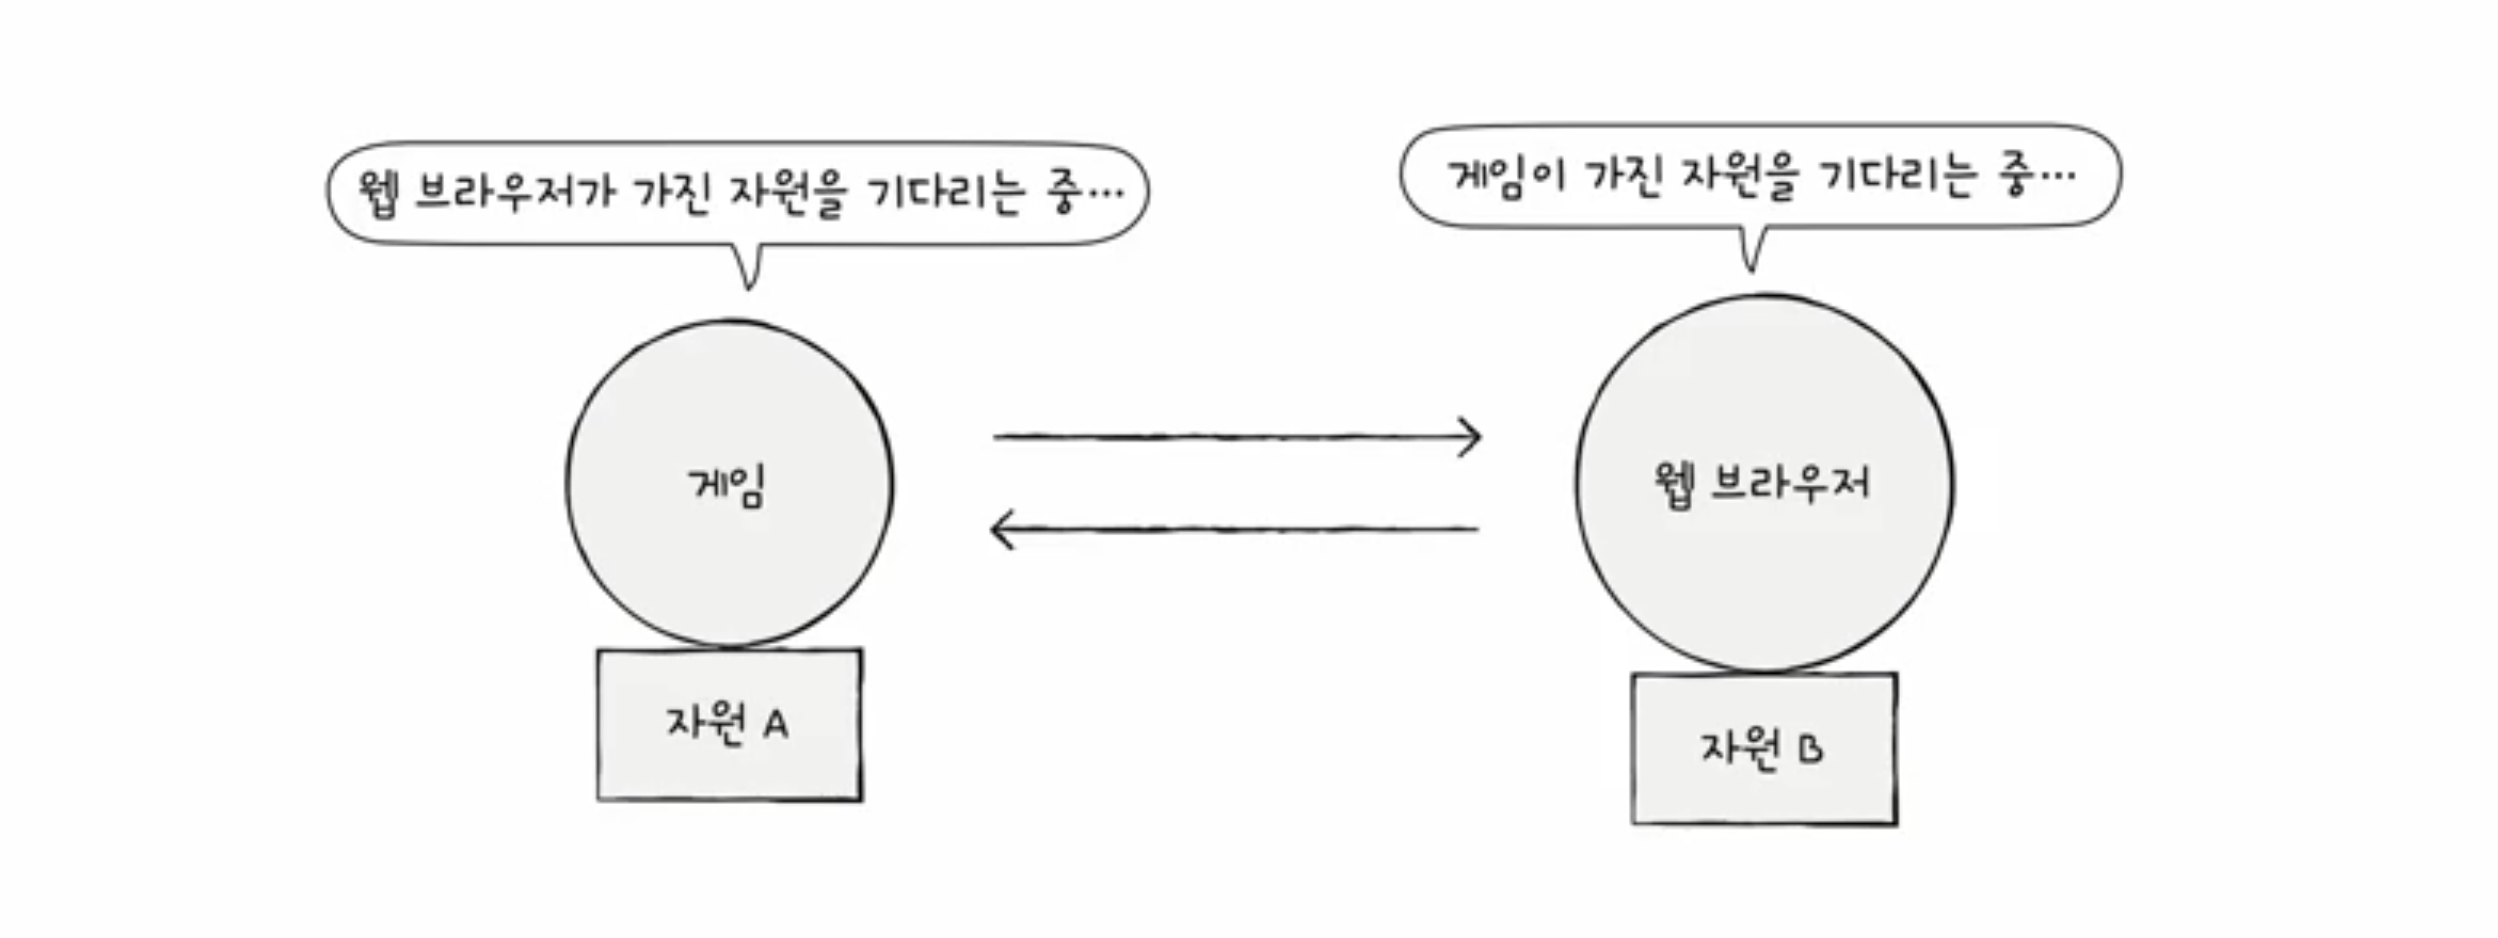 웹 브라우저가 가진 자원을 기다리는 중…
게임이 가진 자원을 기다리는 중…
게임
웹 브라우저
자원 A
자원 B